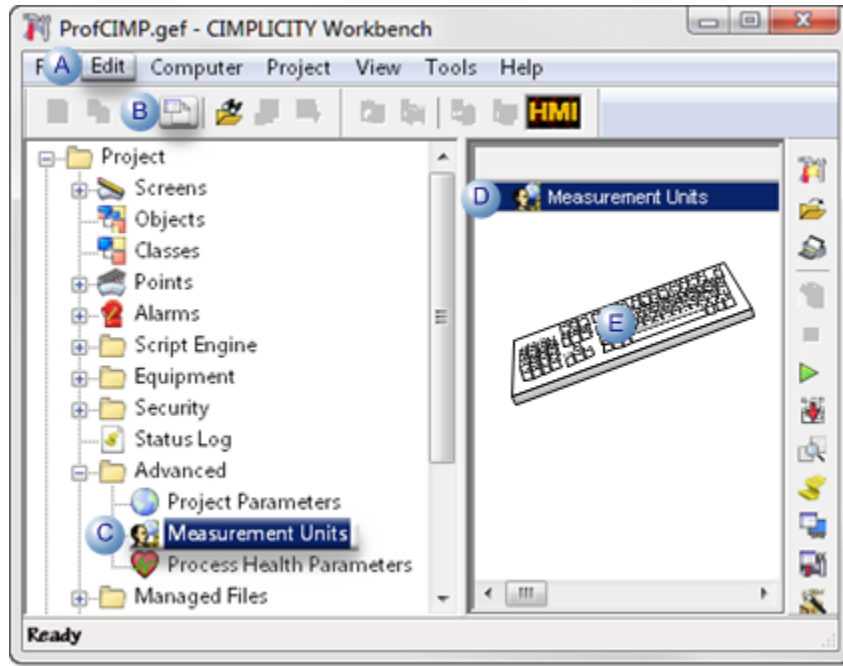 ProfCIMP.gef - CIMPLICITY Workbench
F A Edit Computer Project View Tools Help
B HMI
Project
Screens
Objects
Classes
Points
Alarms
Script Engine
Equipment
Security
Status Log
Advanced
Project Parameters
C Measurement Units
Process Health Parameters
Managed Files
D Measurement Units
E
Ready